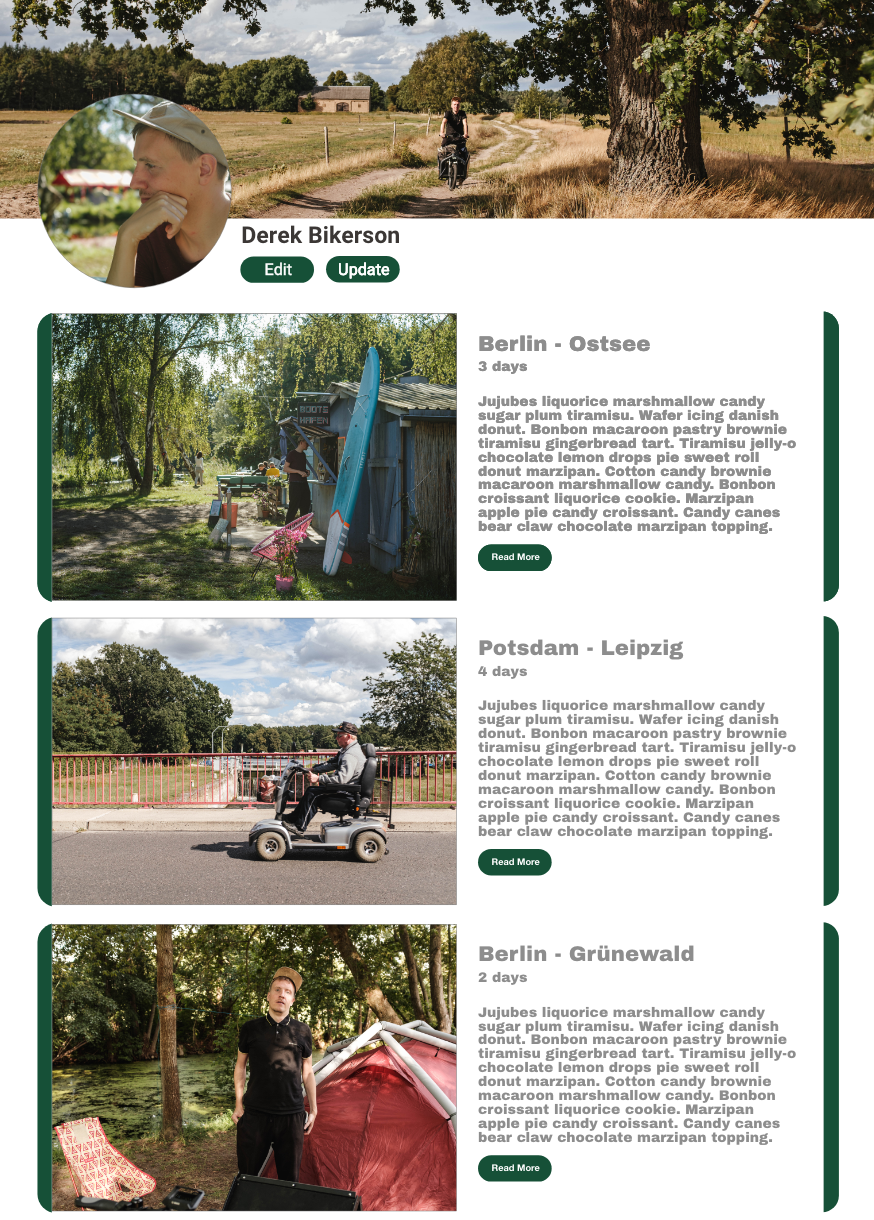 Derek Bikerson
Edit
Update
BOOTE
HAFEN
Berlin - Ostsee
3 days
Jujubes liquorice marshmallow candy
sugar plum tiramisu. Wafer icing danish
donut. Bonbon macaroon pastry brownie
tiramisu gingerbread tart. Tiramisu jelly-o
chocolate lemon drops pie sweet roll
donut marzipan. Cotton candy brownie
macaroon marshmallow candy. Bonbon
croissant liquorice cookie. Marzipan
apple pie candy croissant. Candy canes
bear claw chocolate marzipan topping.
Read More
Potsdam - Leipzig
4 days
Jujubes liquorice marshmallow candy
sugar plum tiramisu. Wafer icing danish
donut. Bonbon macaroon pastry brownie
tiramisu gingerbread tart. Tiramisu jelly-o
chocolate lemon drops pie sweet roll
donut marzipan. Cotton candy brownie
macaroon marshmallow candy. Bonbon
croissant liquorice cookie. Marzipan
apple pie candy croissant. Candy canes
bear claw chocolate marzipan topping.
Read More
Berlin - Grünewald
2 days
Jujubes liquorice marshmallow candy
sugar plum tiramisu. Wafer icing danish
donut. Bonbon macaroon pastry brownie
tiramisu gingerbread tart. Tiramisu jelly-o
chocolate lemon drops pie sweet roll
donut marzipan. Cotton candy brownie
macaroon marshmallow candy. Bonbon
croissant liquorice cookie. Marzipan
apple pie candy croissant. Candy canes
bear claw chocolate marzipan topping.
Read More